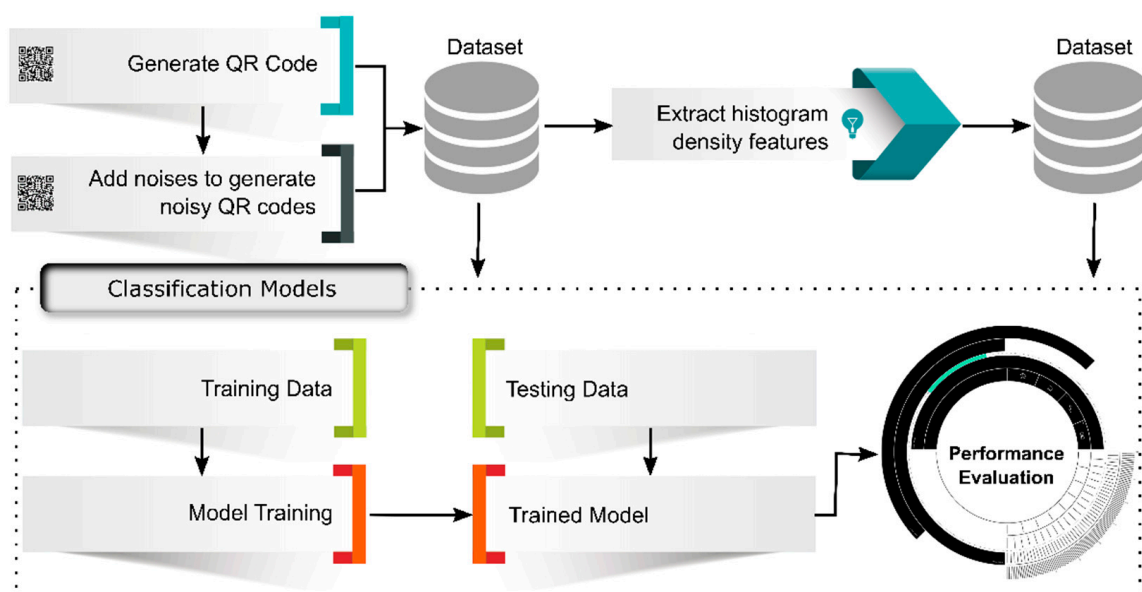 Generate QR Code
Add noises to generate
noisy QR codes
Dataset
Extract histogram
density features
Dataset
Classification Models
Training Data
Testing Data
Model Training
Trained Model
Performance
Evaluation